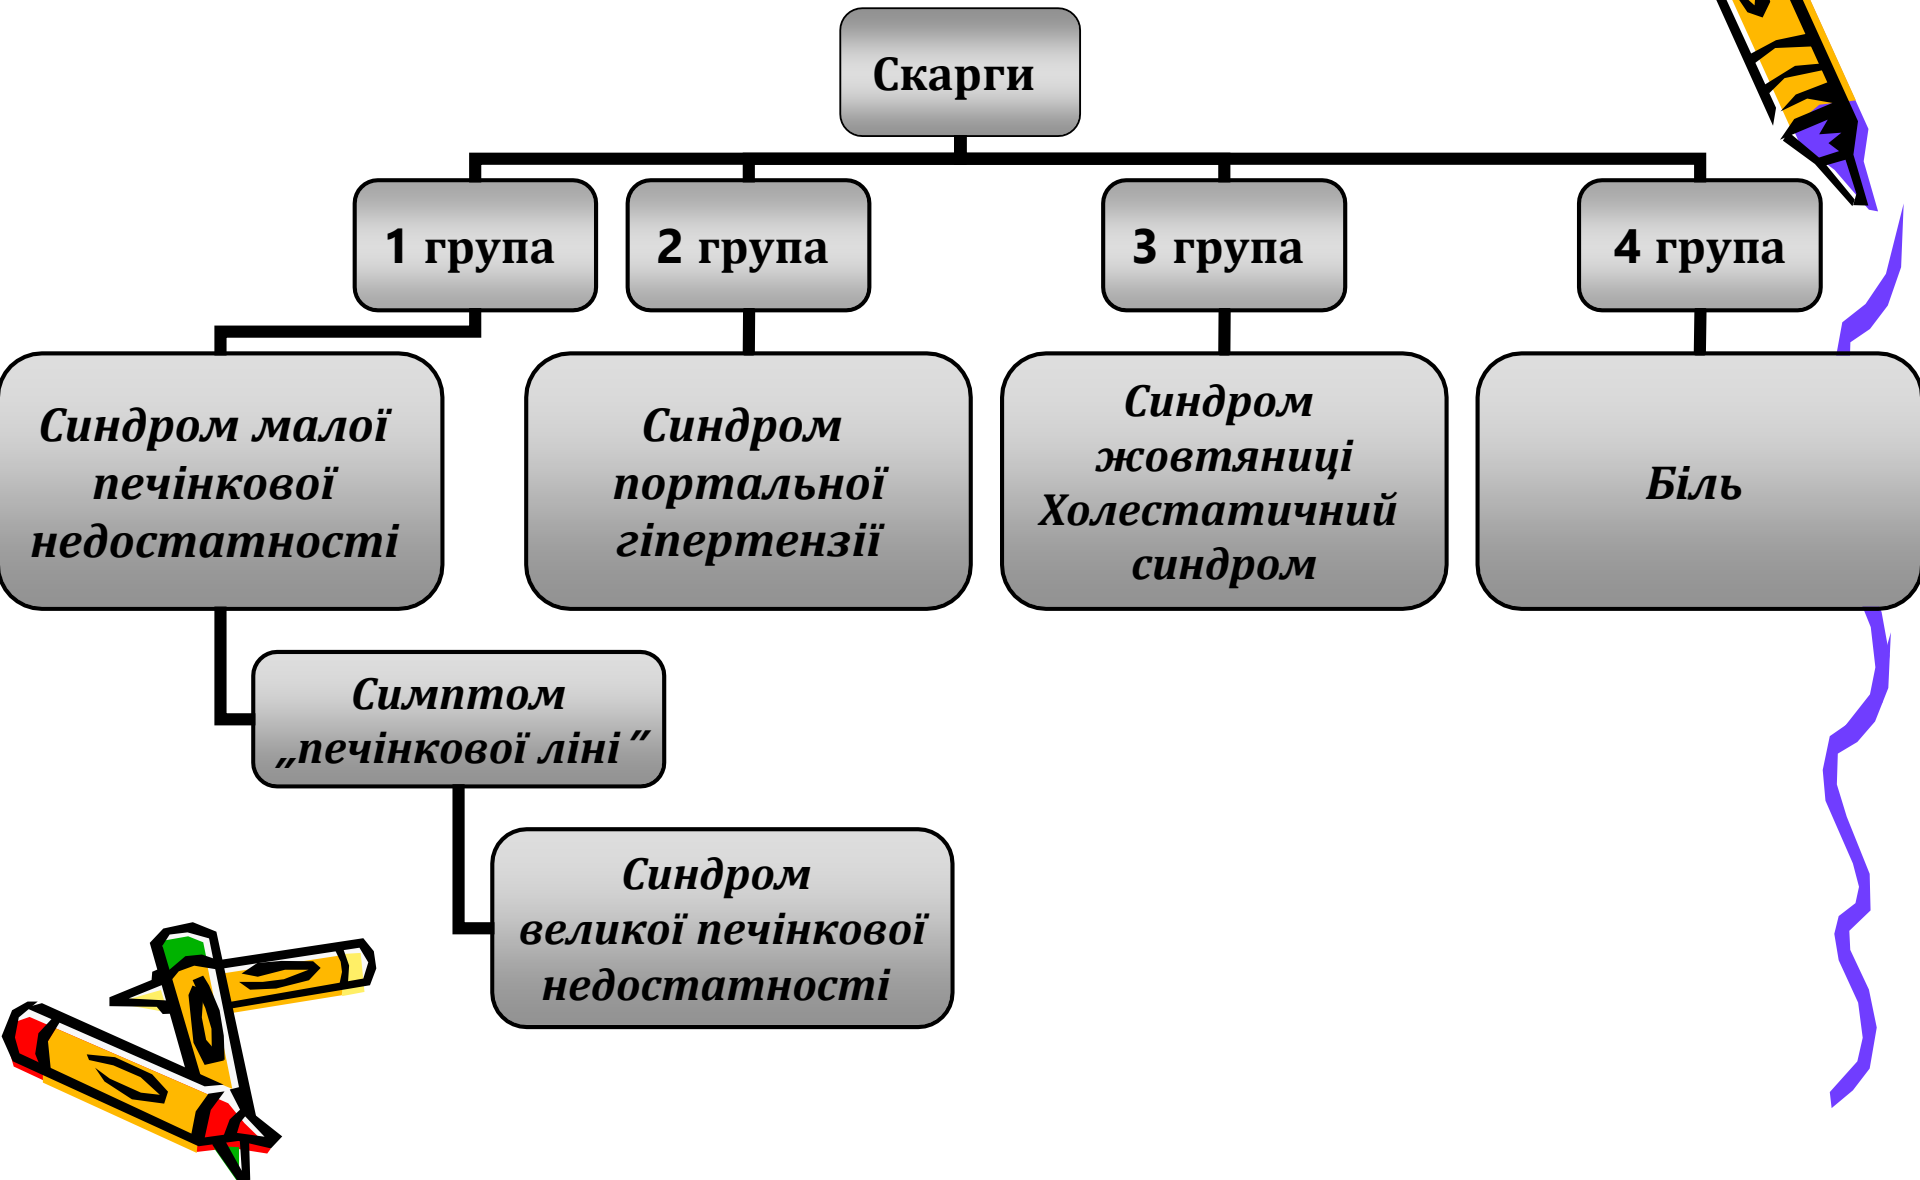 Скарги
1 група
2 група
3 група
4 група
Синдром малої
печінкової
недостатності
Синдром
портальної
гіпертензії
Синдром
жовтяниці
Холестатичний
синдром
Біль
Симптом
„печінкової ліні”
Синдром
великої печінкової
недостатності